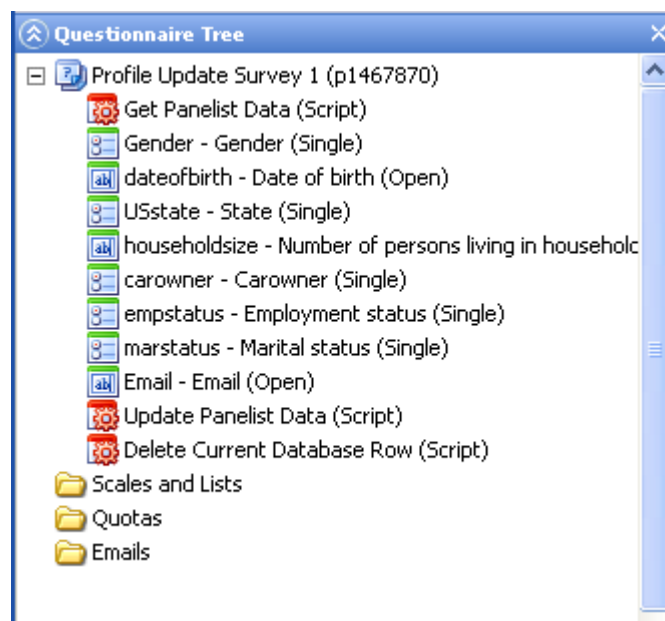 Questionnaire Tree
Profile Update Survey 1 (p1467870)
Get Panelist Data (Script)
Gender - Gender (Single)
dateofbirth - Date of birth (Open)
USstate - State (Single)
householdsize - Number of persons living in household
carowner - Carowner (Single)
empstatus - Employment status (Single)
marstatus - Marital status (Single)
Email - Email (Open)
Update Panelist Data (Script)
Delete Current Database Row (Script)
Scales and Lists
Quotas
Emails